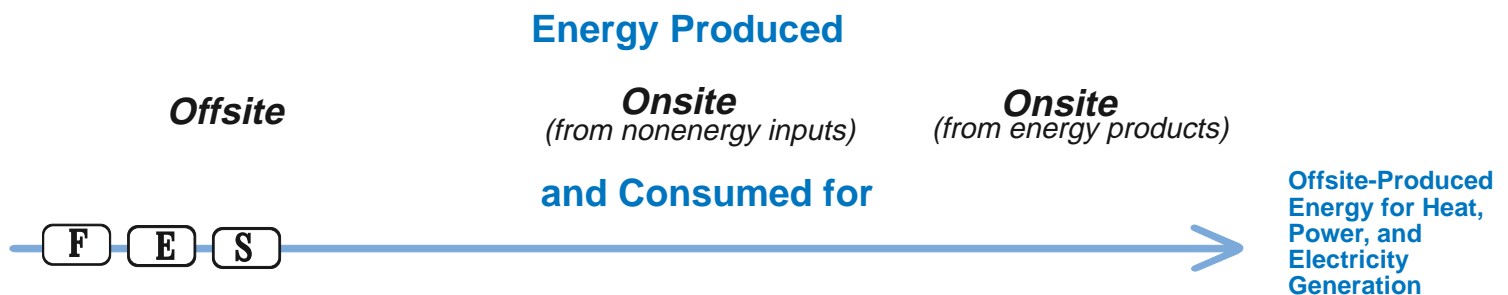 Energy Produced
Offsite
Onsite
(from nonenergy inputs)
Onsite
(from energy products)
and Consumed for
F E S
Offsite-Produced
Energy for Heat,
Power, and
Electricity
Generation